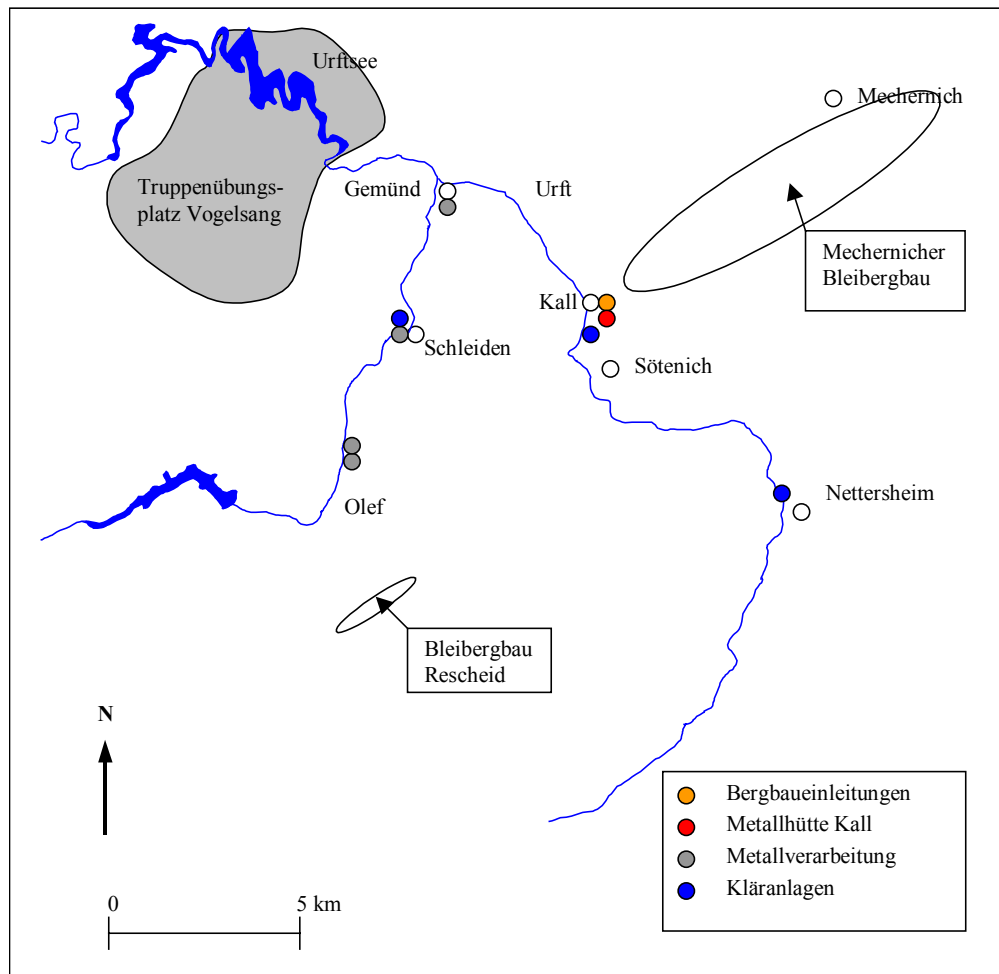 Urftsee
Mechernich
Truppenübungs-
platz Vogelsang
Gemünd
Urft
Mechernicher
Bleibergbau
Kall
Schleiden
Sötenich
Nettersheim
Olef
Bleibergbau
Rescheid
N
0
5 km
Bergbaueinleitungen
Metallhütte Kall
Metallverarbeitung
Kläranlagen